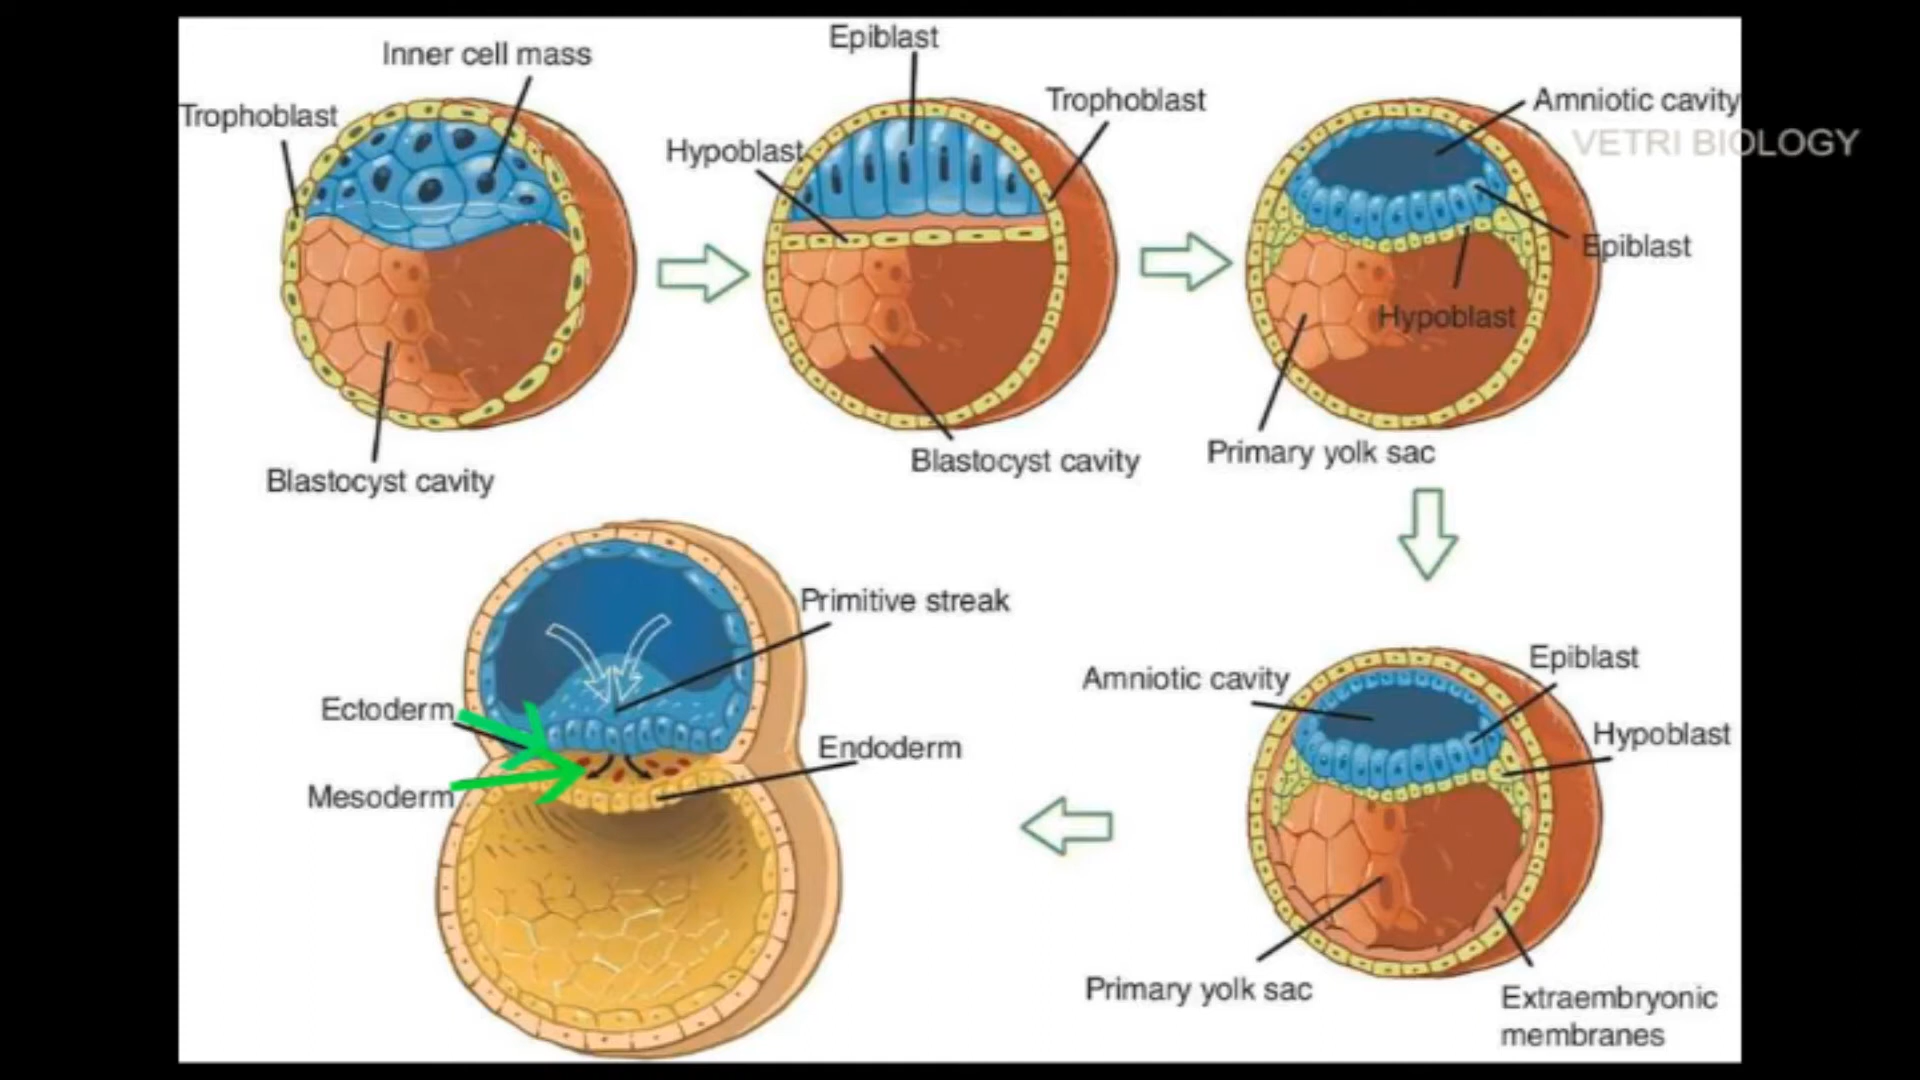 Inner cell mass
Trophoblast
Blastocyst cavity
Epiblast
Trophoblast
Hypoblast
Blastocyst cavity
Amniotic cavity
VETRI BIOLOGY
Epiblast
Hypoblast
Primary yolk sac
Primitive streak
Ectoderm
Endoderm
Mesoderm
Epiblast
Amniotic cavity
Hypoblast
Primary yolk sac
Extraembryonic
membranes